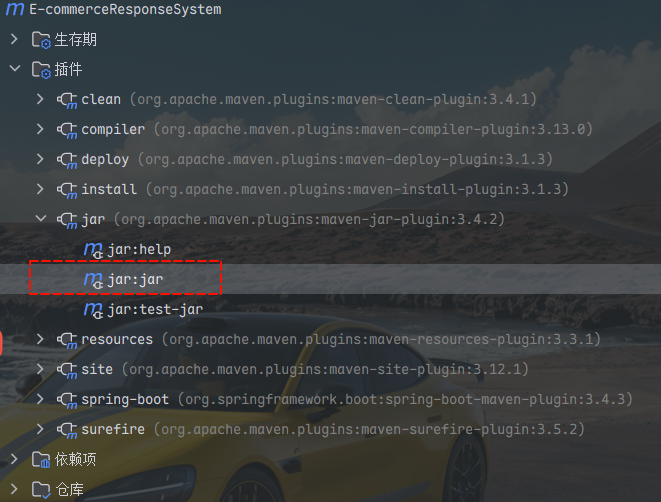 E-commerceResponseSystem
生存期
插件
clean (org.apache.maven.plugins:maven-clean-plugin:3.4.1)
compiler (org.apache.maven.plugins:maven-compiler-plugin:3.13.0)
deploy (org.apache.maven.plugins:maven-deploy-plugin:3.1.3)
install (org.apache.maven.plugins:maven-install-plugin:3.1.3)
jar (org.apache.maven.plugins:maven-jar-plugin:3.4.2)
jar:help
jar:jar
jar:test-jar
resources (org.apache.maven.plugins:maven-resources-plugin:3.3.1)
site (org.apache.maven.plugins:maven-site-plugin:3.12.1)
spring-boot (org.springframework.boot:spring-boot-maven-plugin:3.4.3)
surefire (org.apache.maven.plugins:maven-surefire-plugin:3.5.2)
依赖项
仓库